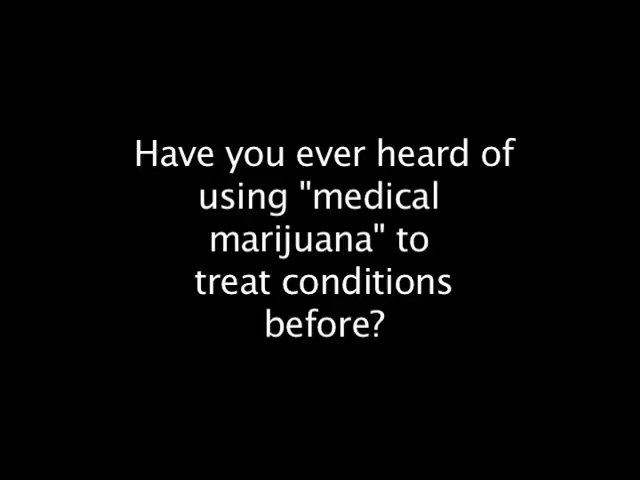 Have you ever heard of
using "medical
marijuana" to
treat conditions
before?